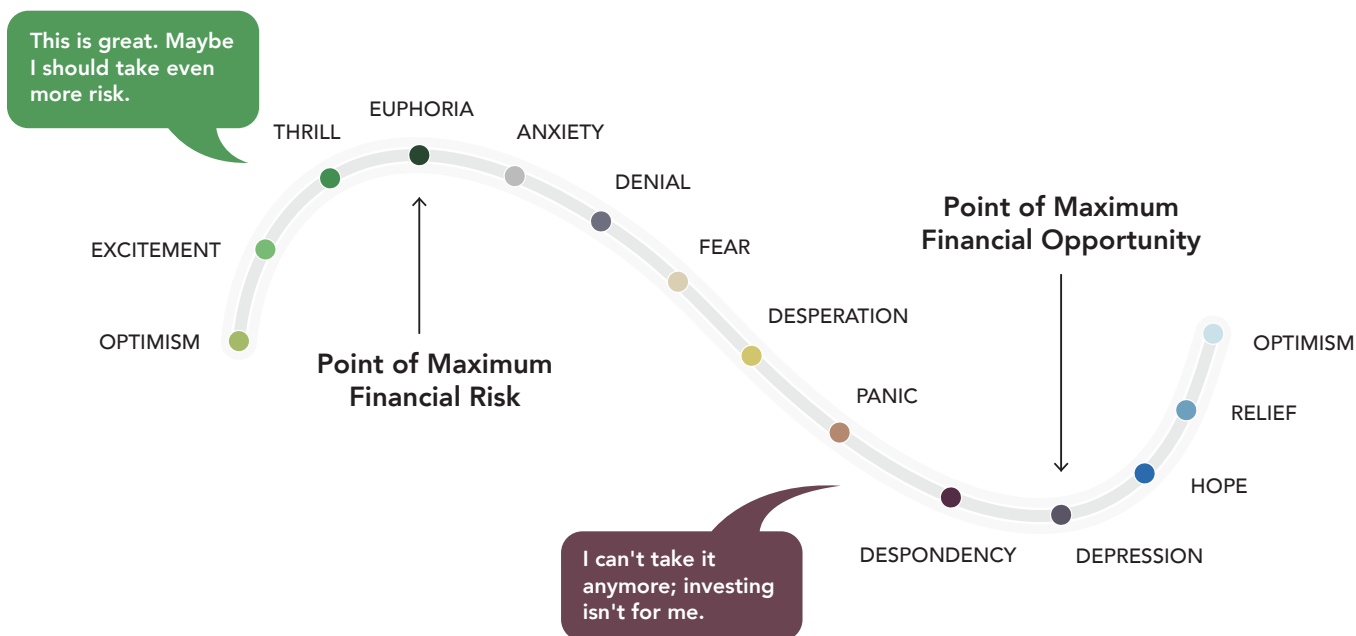 This is great. Maybe
I should take even
more risk.
EUPHORIA
THRILL
ANXIETY
DENIAL
EXCITEMENT
FEAR
Point of Maximum
Financial Opportunity
OPTIMISM
Point of Maximum
Financial Risk
DESPERATION
OPTIMISM
PANIC
RELIEF
HOPE
I can't take it
anymore; investing
isn't for me.
DESPONDENCY
DEPRESSION